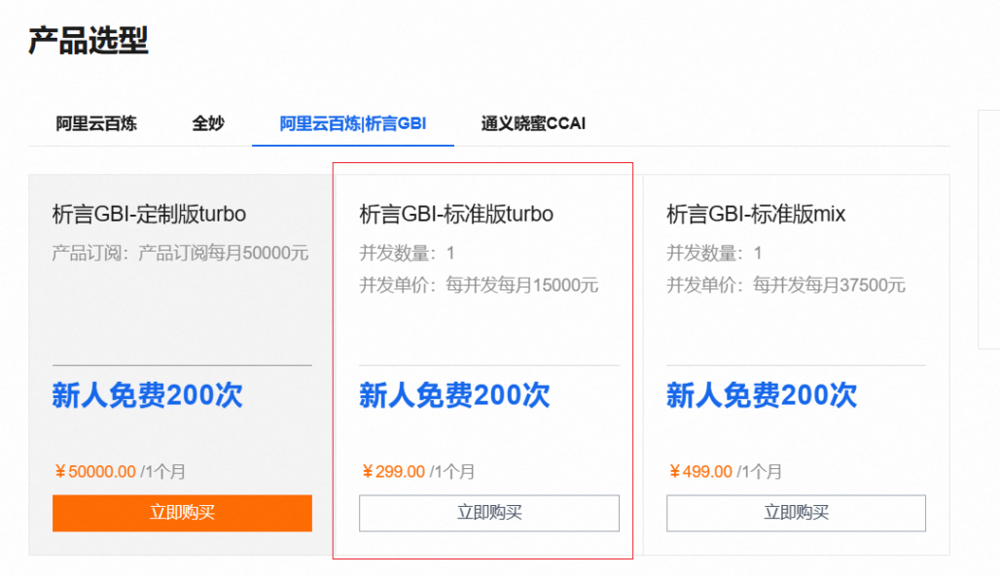 产品选型
阿里云百炼
全妙
阿里云百炼|析言GBI
通义晓蜜CCAI
析言GBI-定制版turbo
产品订阅：产品订阅每月50000元
新人免费200次
￥50000.00 /1个月
立即购买
析言GBI-标准版turbo
并发数量：1
并发单价：每并发每月15000元
新人免费200次
￥299.00 /1个月
立即购买
析言GBI-标准版mix
并发数量：1
并发单价：每并发每月37500元
新人免费200次
￥499.00 /1个月
立即购买